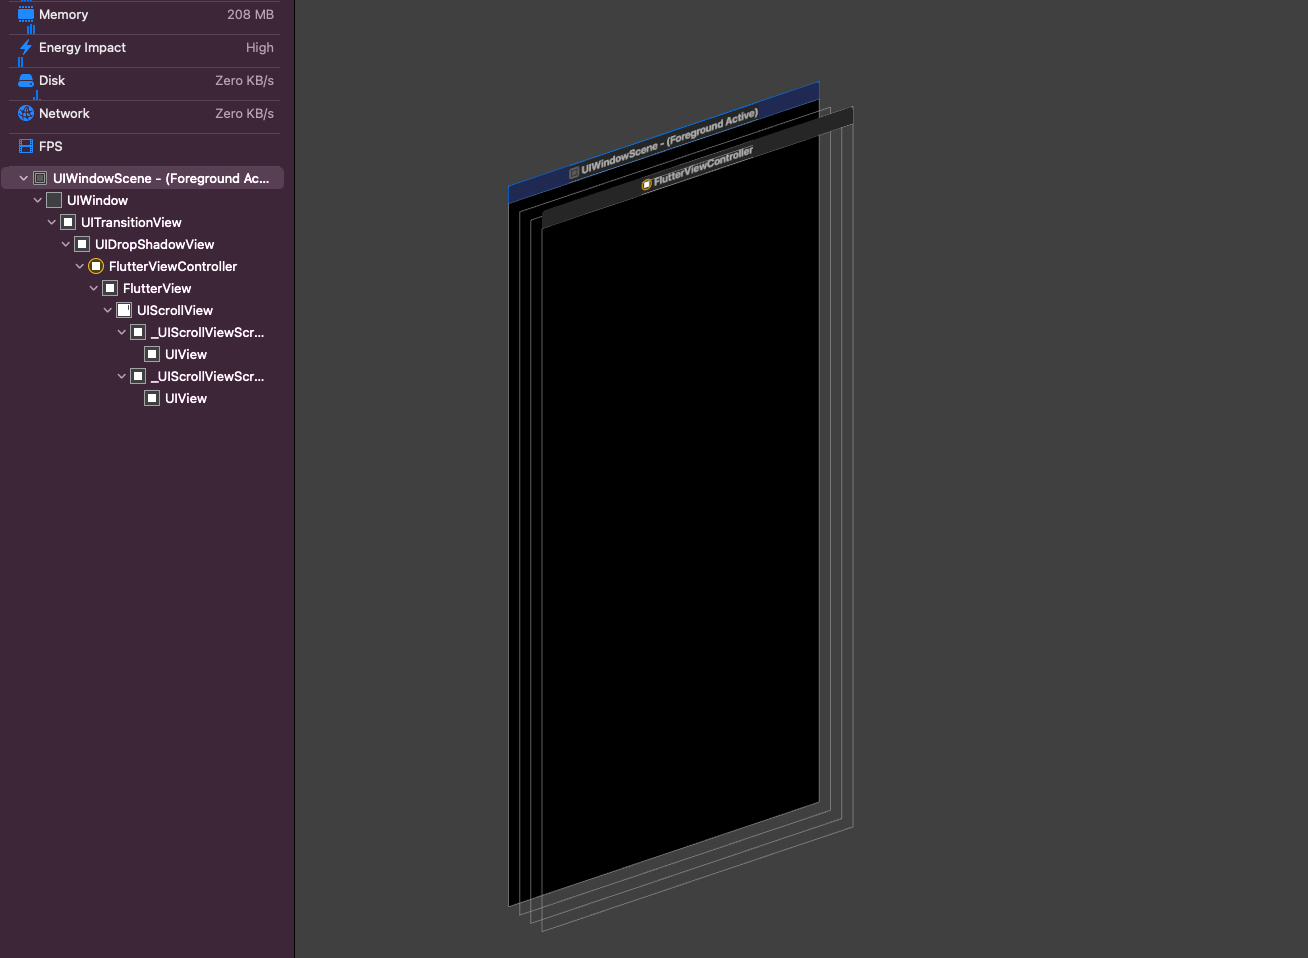 Memory 208 MB
Energy Impact High
Disk Zero KB/s
Network Zero KB/s
FPS
UIWindowScene - (Foreground Ac...
UIWindow
UITransitionView
UIDropShadowView
FlutterViewController
FlutterView
UIScrollView
_UIScrollViewScr...
UIView
_UIScrollViewScr...
UIView
UIWindowScene - (Foreground Active)
FlutterViewController